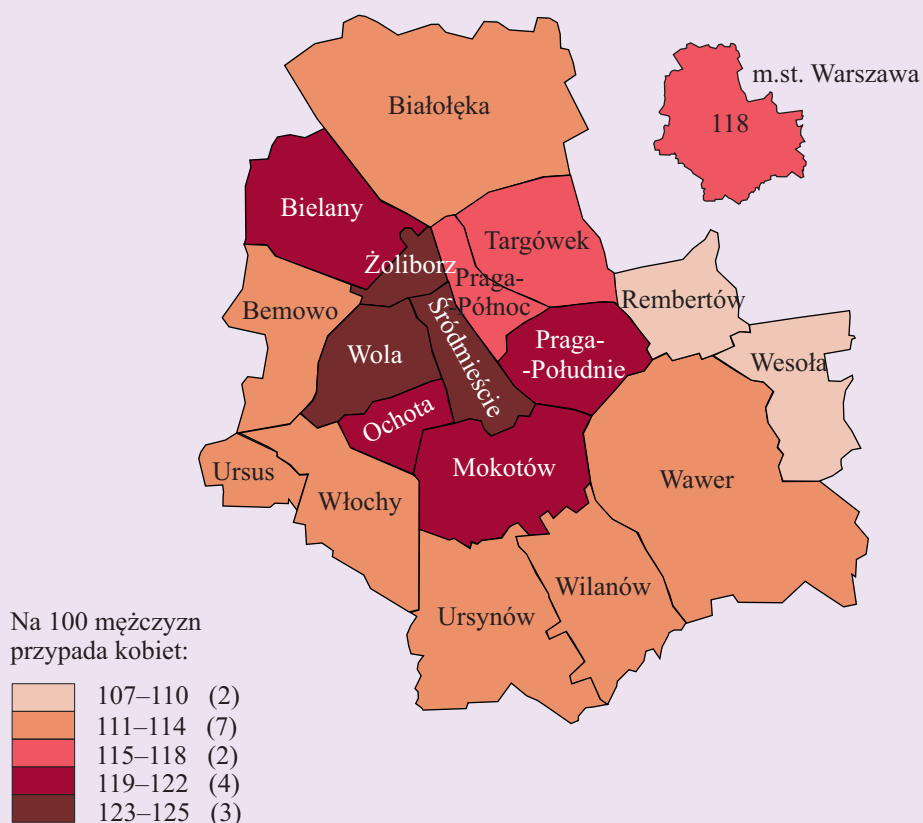 m.st. Warszawa
118
Białołęka
Bielany
Targówek
Żoliborz
Praga-
-Północ
Rembertów
Bemowo
Śródmieście
Wola
Praga-
-Południe
Wesoła
Ochota
Mokotów
Ursus
Włochy
Wawer
Ursynów
Wilanów
Na 100 mężczyzn
przypada kobiet:
107–110 (2)
111–114 (7)
115–118 (2)
119–122 (4)
123–125 (3)